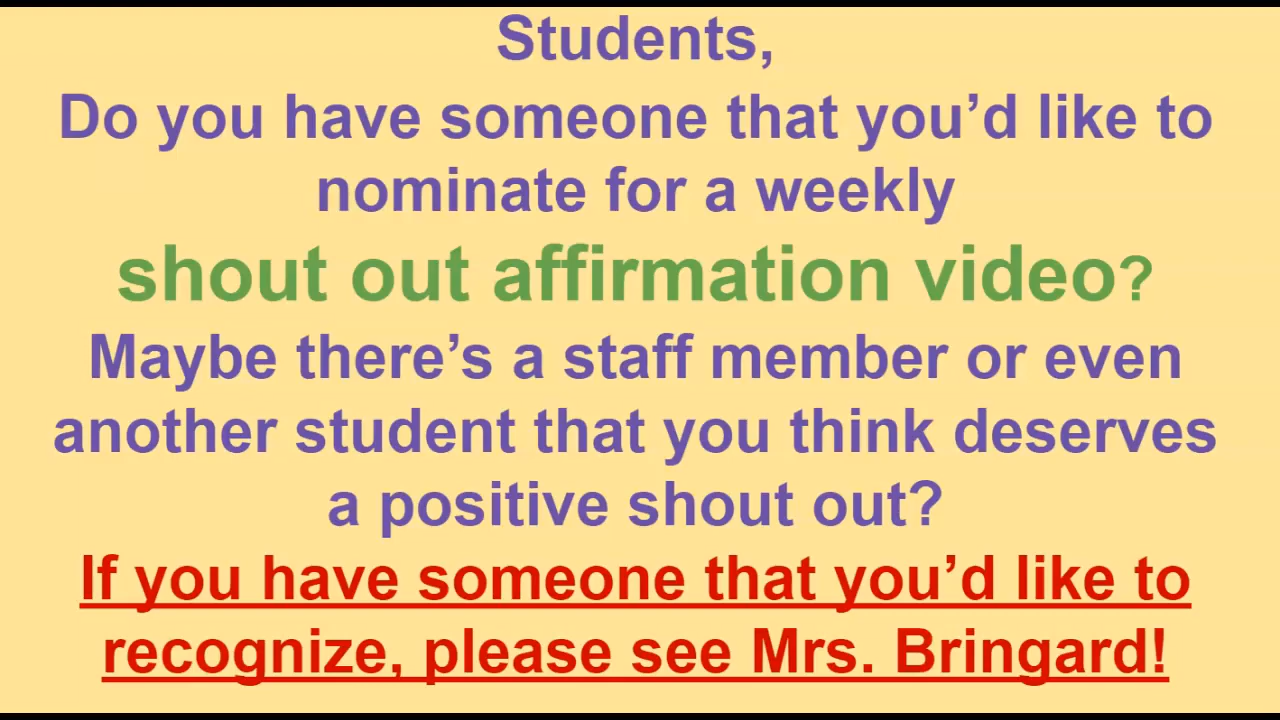 Students,
Do you have someone that you’d like to
nominate for a weekly
shout out affirmation video?
Maybe there’s a staff member or even
another student that you think deserves
a positive shout out?
If you have someone that you’d like to
recognize, please see Mrs. Bringard!